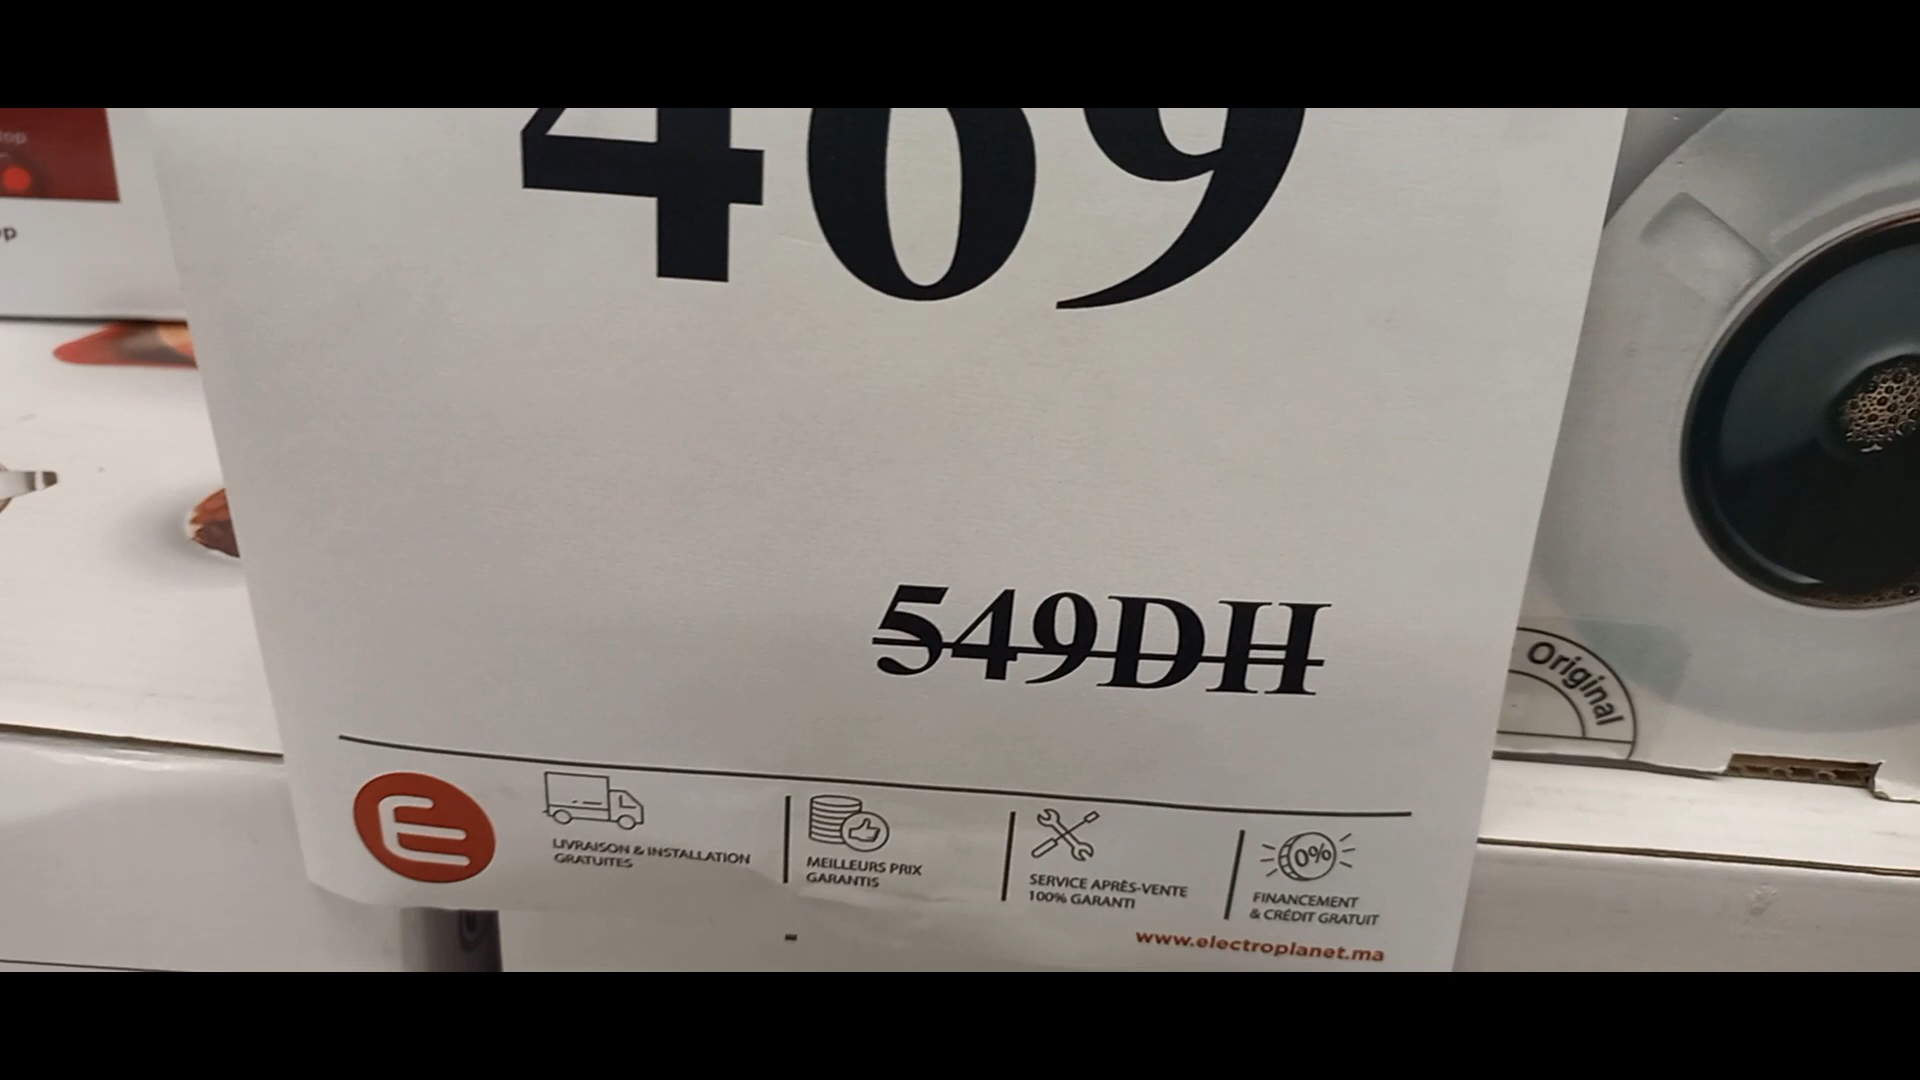 top
549DH
Original
LIVRAISON & INSTALLATION
GRATUITES
MEILLEURS PRIX
GARANTIS
SERVICE APRÈS-VENTE
100% GARANTI
0%
FINANCEMENT
& CRÉDIT GRATUIT
www.electroplanet.ma